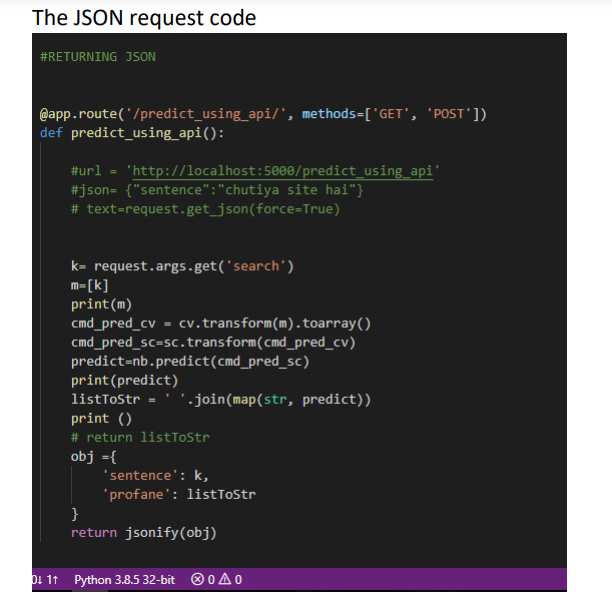 The JSON request code
#RETURNING JSON
@app.route('/predict_using_api/', methods=['GET', 'POST'])
def predict_using_api():
#url = 'http://localhost:5000/predict_using_api'
#json= {"sentence":"chutiya site hai"}
# text=request.get_json(force=True)
k= request.args.get('search')
m=[k]
print(m)
cmd_pred_cv = cv.transform(m).toarray()
cmd_pred_sc=sc.transform(cmd_pred_cv)
predict=nb.predict(cmd_pred_sc)
print(predict)
listToStr = ' '.join(map(str, predict))
print ()
# return listToStr
obj ={
'sentence': k,
'profane': listToStr
}
return jsonify(obj)
0↓ 1↑ Python 3.8.5 32-bit 0 0